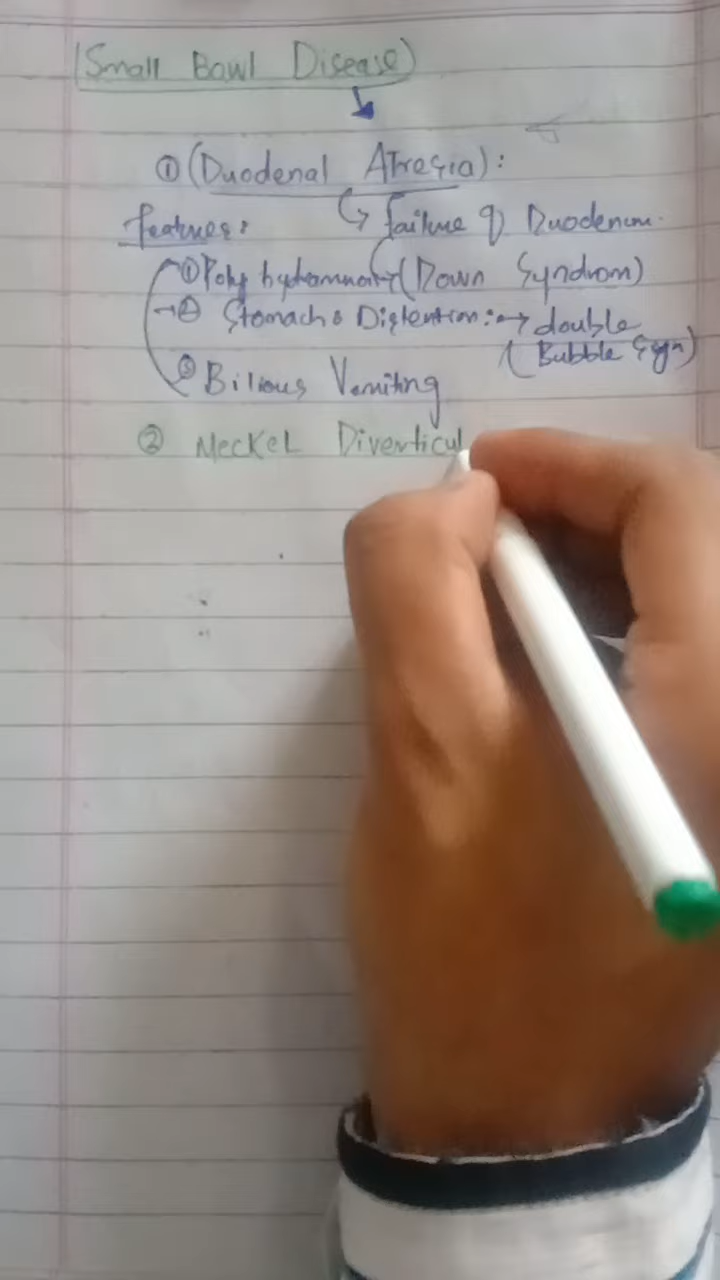 (Small Bowl Disease)
① (Duodenal Atresia):
features: ↳ failure of Duodenum.
① Polyhydramnios (Down Syndrom)
② Stomach Distention: → double
(Bubble Sign)
③ Bilious Vomiting
② Meckel Diverticul